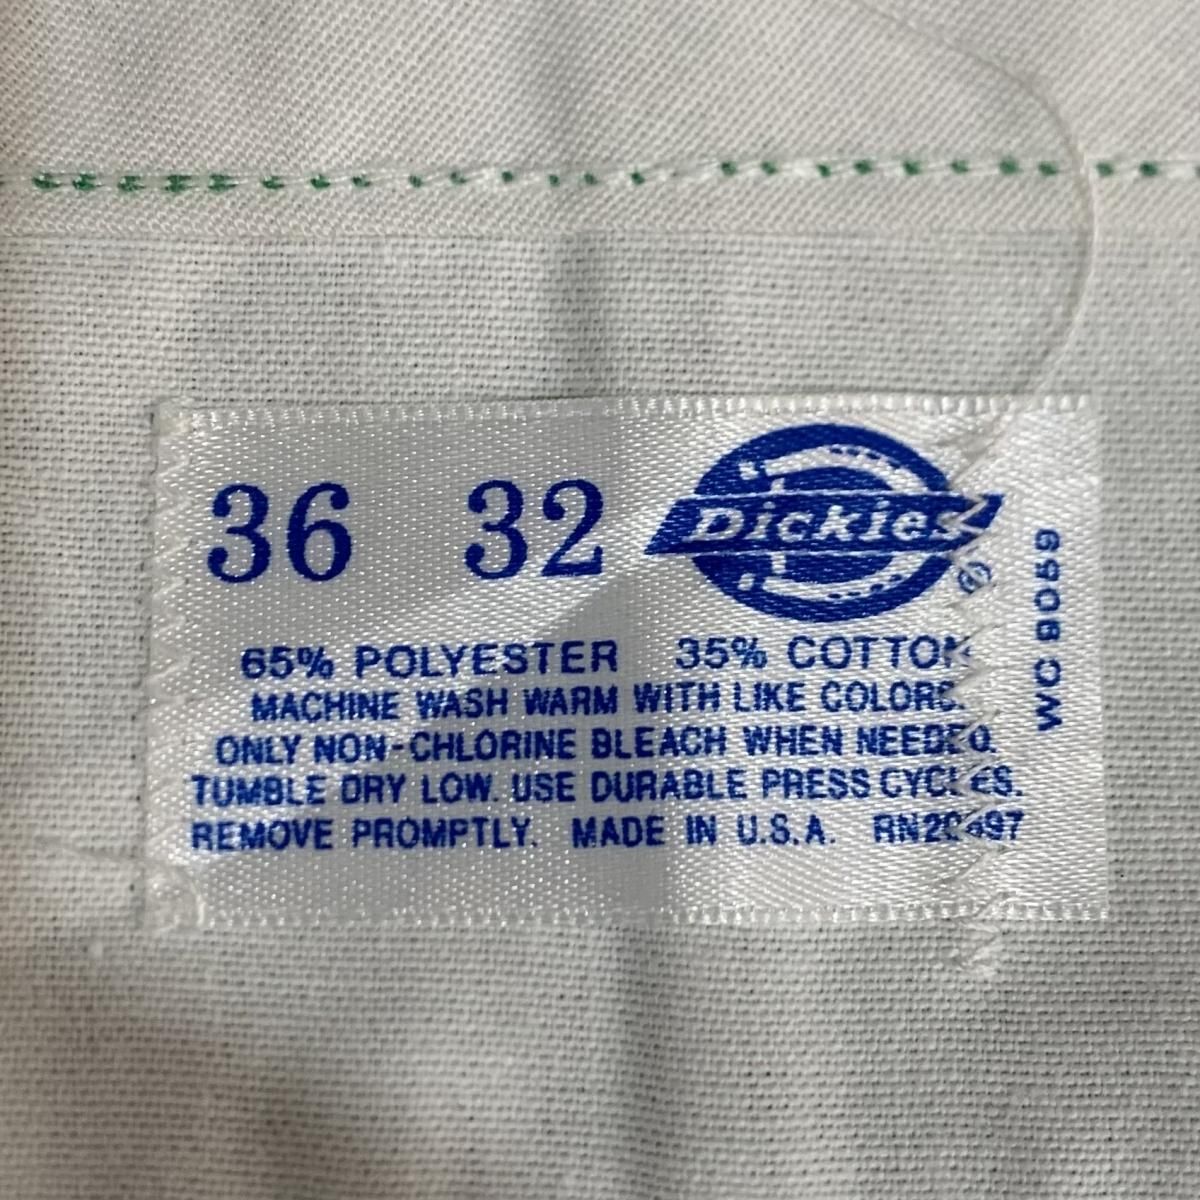 36 32
Dickies®
65% POLYESTER 35% COTTON
MACHINE WASH WARM WITH LIKE COLORS.
ONLY NON-CHLORINE BLEACH WHEN NEEDED.
TUMBLE DRY LOW. USE DURABLE PRESS CYCLES.
REMOVE PROMPTLY. MADE IN U.S.A.
WC 9059